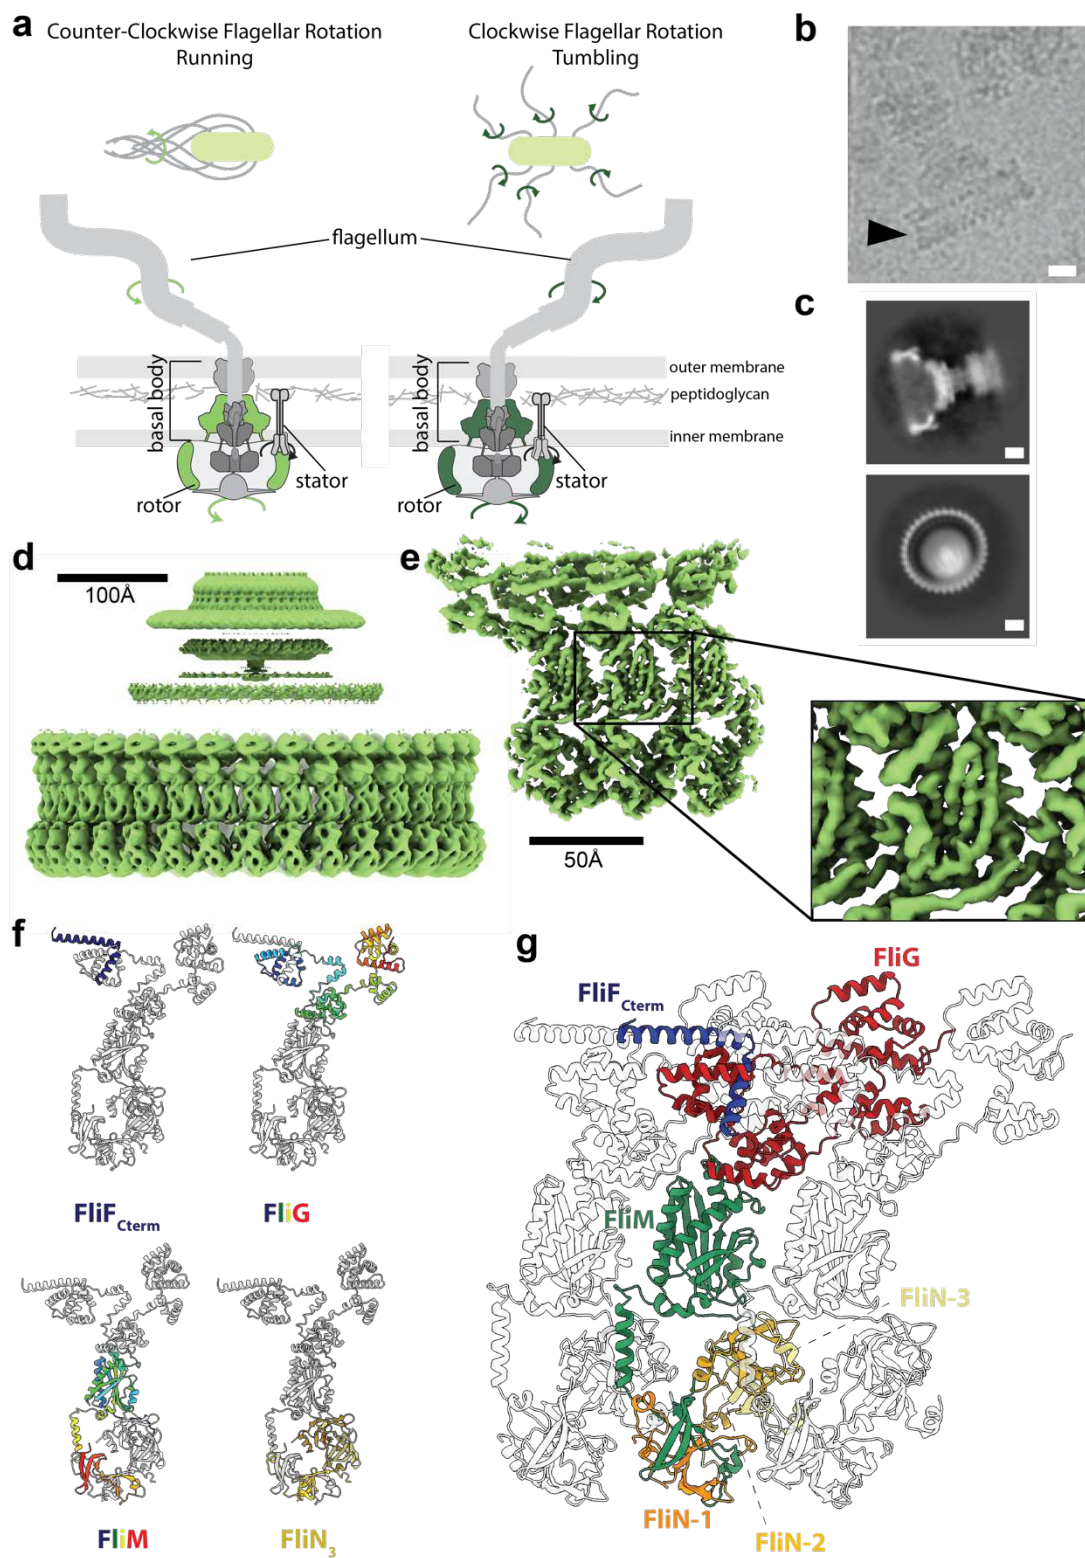 a
Counter-Clockwise Flagellar Rotation
Running
Clockwise Flagellar Rotation
Tumbling
b
flagellum
c
basal body
basal body
outer membrane
peptidoglycan
inner membrane
stator
rotor
stator
rotor
d
100Å
e
50Å
f
FliF Cterm
FliG
FliM
FliN 3
g
FliG
FliF Cterm
FliM
FliN-3
FliN-1
FliN-2